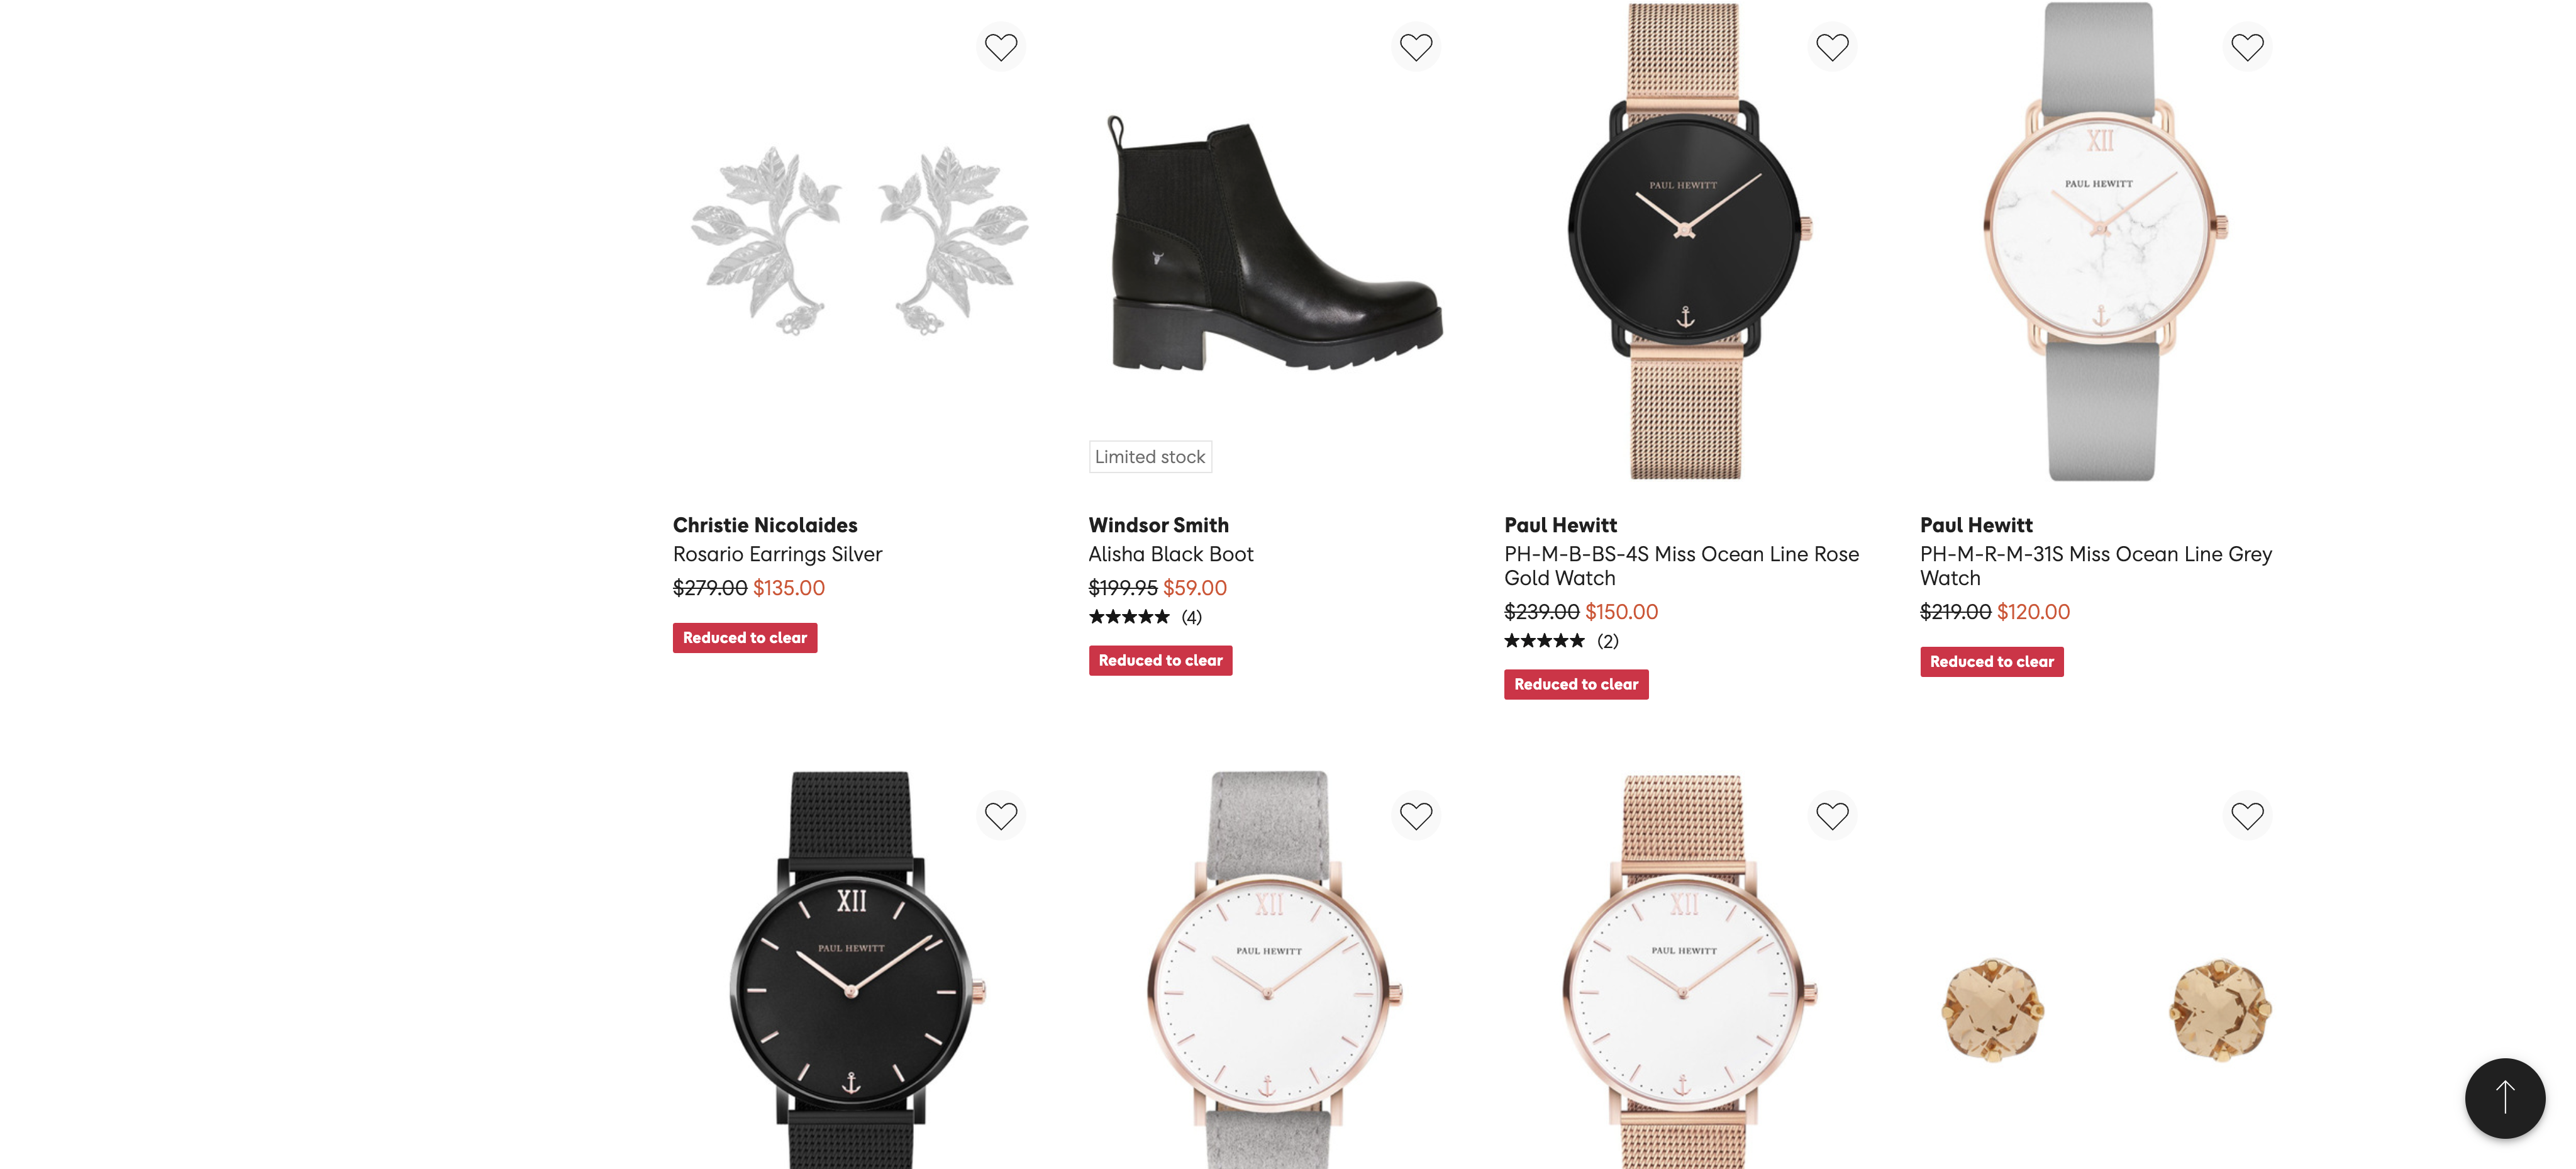 XII
PAUL HEWITT
PAUL HEWITT
Limited stock
Christie Nicolaides
Rosario Earrings Silver
$279.00 $135.00
Reduced to clear
Windsor Smith
Alisha Black Boot
$199.95 $59.00
★★★★★ (4)
Reduced to clear
Paul Hewitt
PH-M-B-BS-4S Miss Ocean Line Rose
Gold Watch
$239.00 $150.00
★★★★★ (2)
Reduced to clear
Paul Hewitt
PH-M-R-M-31S Miss Ocean Line Grey
Watch
$219.00 $120.00
Reduced to clear
XII
PAUL HEWITT
XII
PAUL HEWITT
XII
PAUL HEWITT